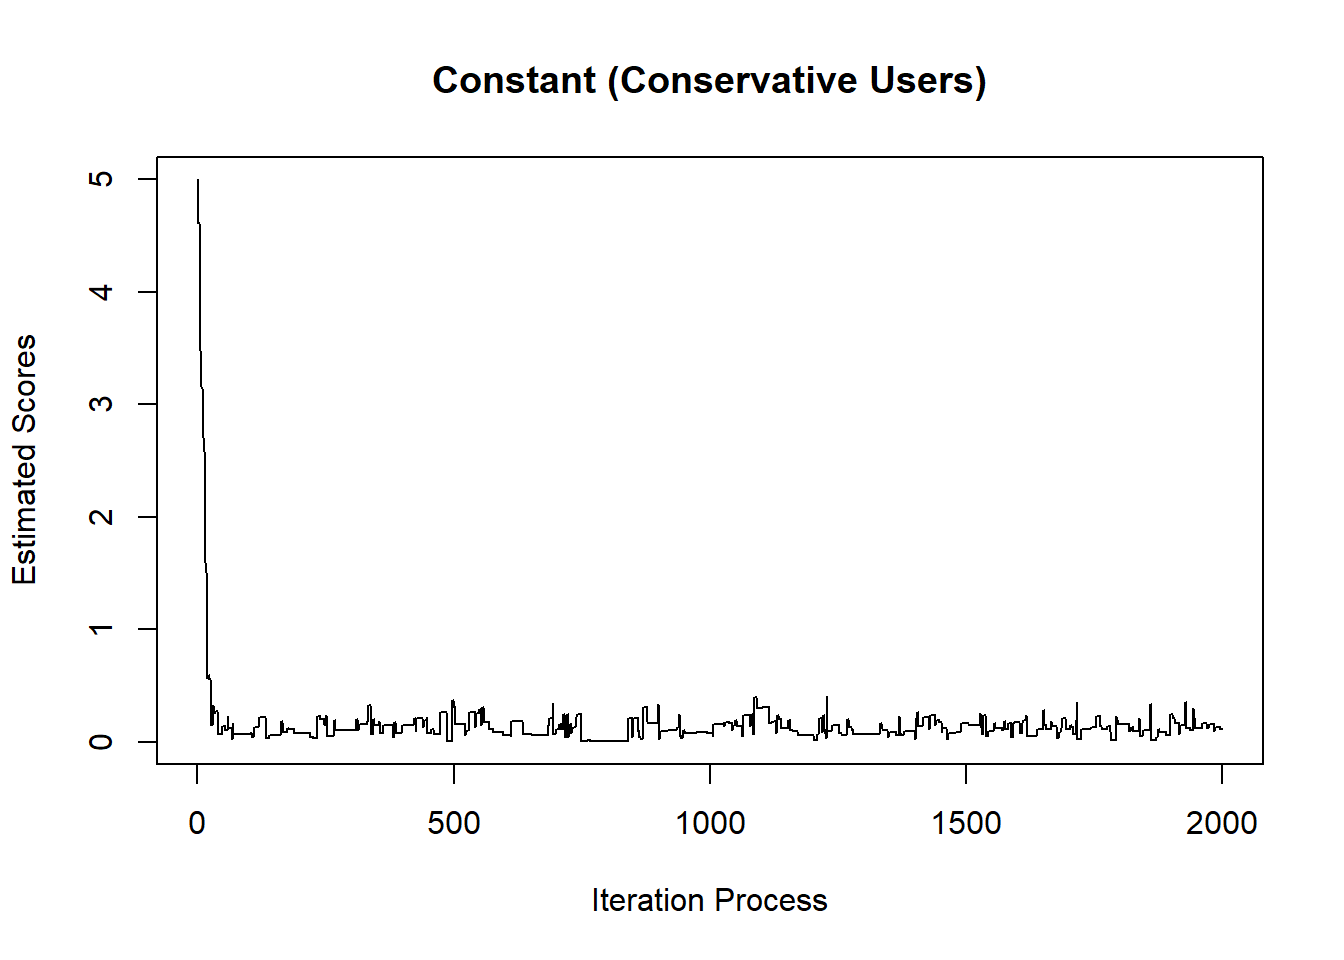 Constant (Conservative Users)
Estimated Scores
5
4
3
2
1
0
0 500 1000 1500 2000
Iteration Process